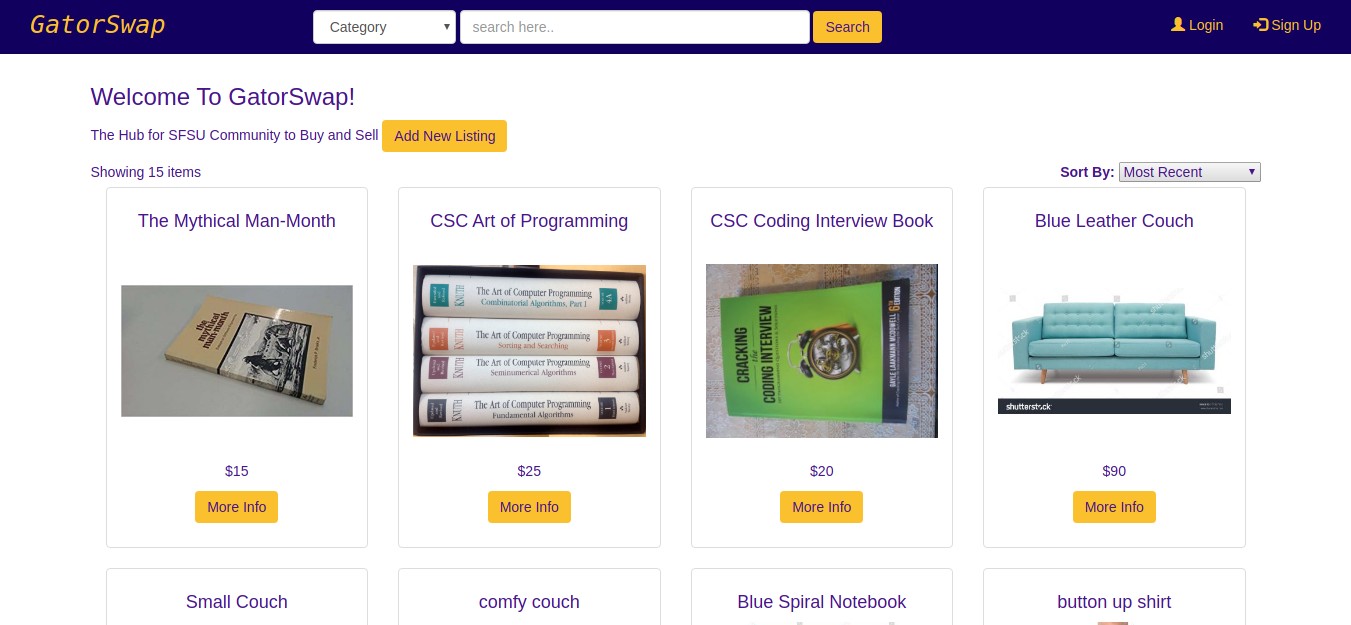 GatorSwap
Category
search here..
Search
Login
Sign Up
Welcome To GatorSwap!
The Hub for SFSU Community to Buy and Sell
Add New Listing
Showing 15 items
Sort By:
Most Recent
The Mythical Man-Month
CSC Art of Programming
CSC Coding Interview Book
Blue Leather Couch
the
mythical
man-month
KNUTH
The Art of Computer Programming
Combinatorial Algorithms, Part 1
4A
KNUTH
The Art of Computer Programming
Sorting and Searching
3
KNUTH
The Art of Computer Programming
Seminumerical Algorithms
2
KNUTH
The Art of Computer Programming
Fundamental Algorithms
1
CRACKING
the
CODING INTERVIEW
GAYLE LAAKMANN MCDOWELL
6TH
EDITION
shutterstock
$15
$25
$20
$90
More Info
More Info
More Info
More Info
Small Couch
comfy couch
Blue Spiral Notebook
button up shirt